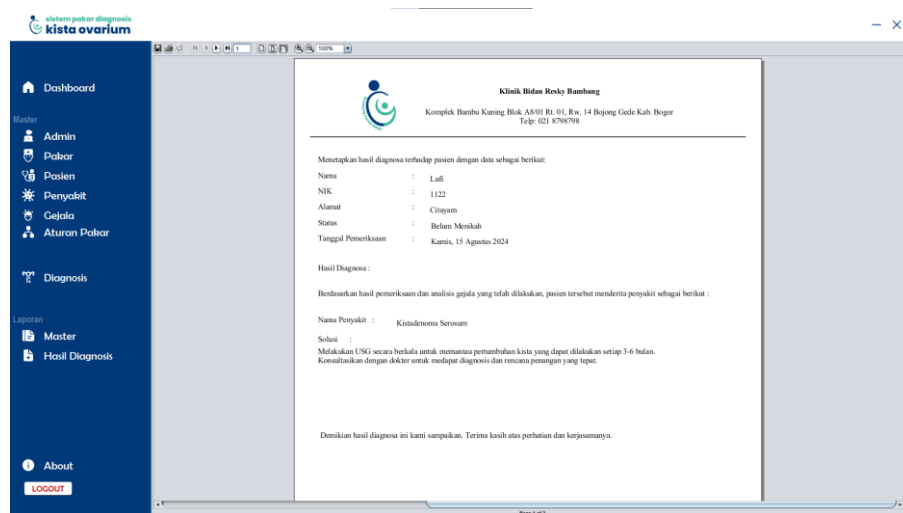 sistem pakar diagnosis
kista ovarium
Dashboard
Master
Admin
Pakar
Pasien
Penyakit
Gejala
Aturan Pakar
Diagnosis
Laporan
Master
Hasil Diagnosis
About
LOGOUT
1
100%
Klinik Bidan Resky Bambang
Komplek Bambu Kuning Blok A8/01 Rt. 01, Rw. 14 Bojong Gede Kab. Bogor
Telp: 021 8798798
Menetapkan hasil diagnosa terhadap pasien dengan data sebagai berikut:
Nama : Lufi
NIK : 1122
Alamat : Citayam
Status : Belum Menikah
Tanggal Pemeriksaan : Kamis, 15 Agustus 2024
Hasil Diagnosa :
Berdasarkan hasil pemeriksaan dan analisis gejala yang telah dilakukan, pasien tersebut menderita penyakit sebagai berikut :
Nama Penyakit : Kistadenoma Serosum
Solusi :
Melakukan USG secara berkala untuk memantau pertumbuhan kista yang dapat dilakukan setiap 3-6 bulan.
Konsultasikan dengan dokter untuk medapat diagnosis dan rencana penangan yang tepat.
Demikian hasil diagnosa ini kami sampaikan. Terima kasih atas perhatian dan kerjasamanya.